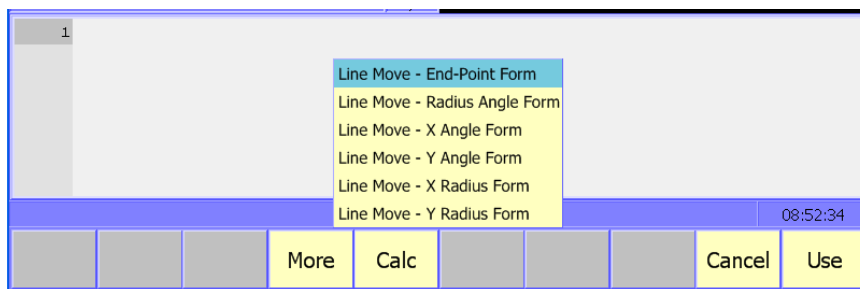 1
Line Move - End-Point Form
Line Move - Radius Angle Form
Line Move - X Angle Form
Line Move - Y Angle Form
Line Move - X Radius Form
Line Move - Y Radius Form
08:52:34
More Calc Cancel Use